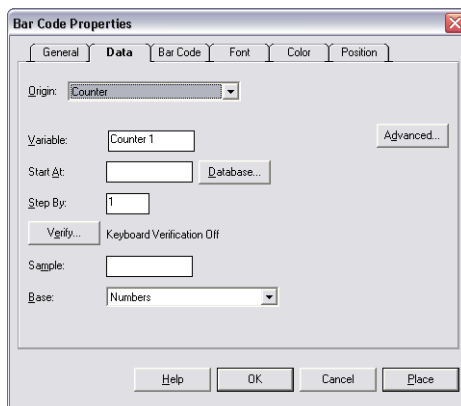 Bar Code Properties
General Data Bar Code Font Color Position
Origin: Counter
Variable: Counter 1 Advanced...
Start At: Database...
Step By: 1
Verify... Keyboard Verification Off
Sample:
Base: Numbers
Help OK Cancel Place